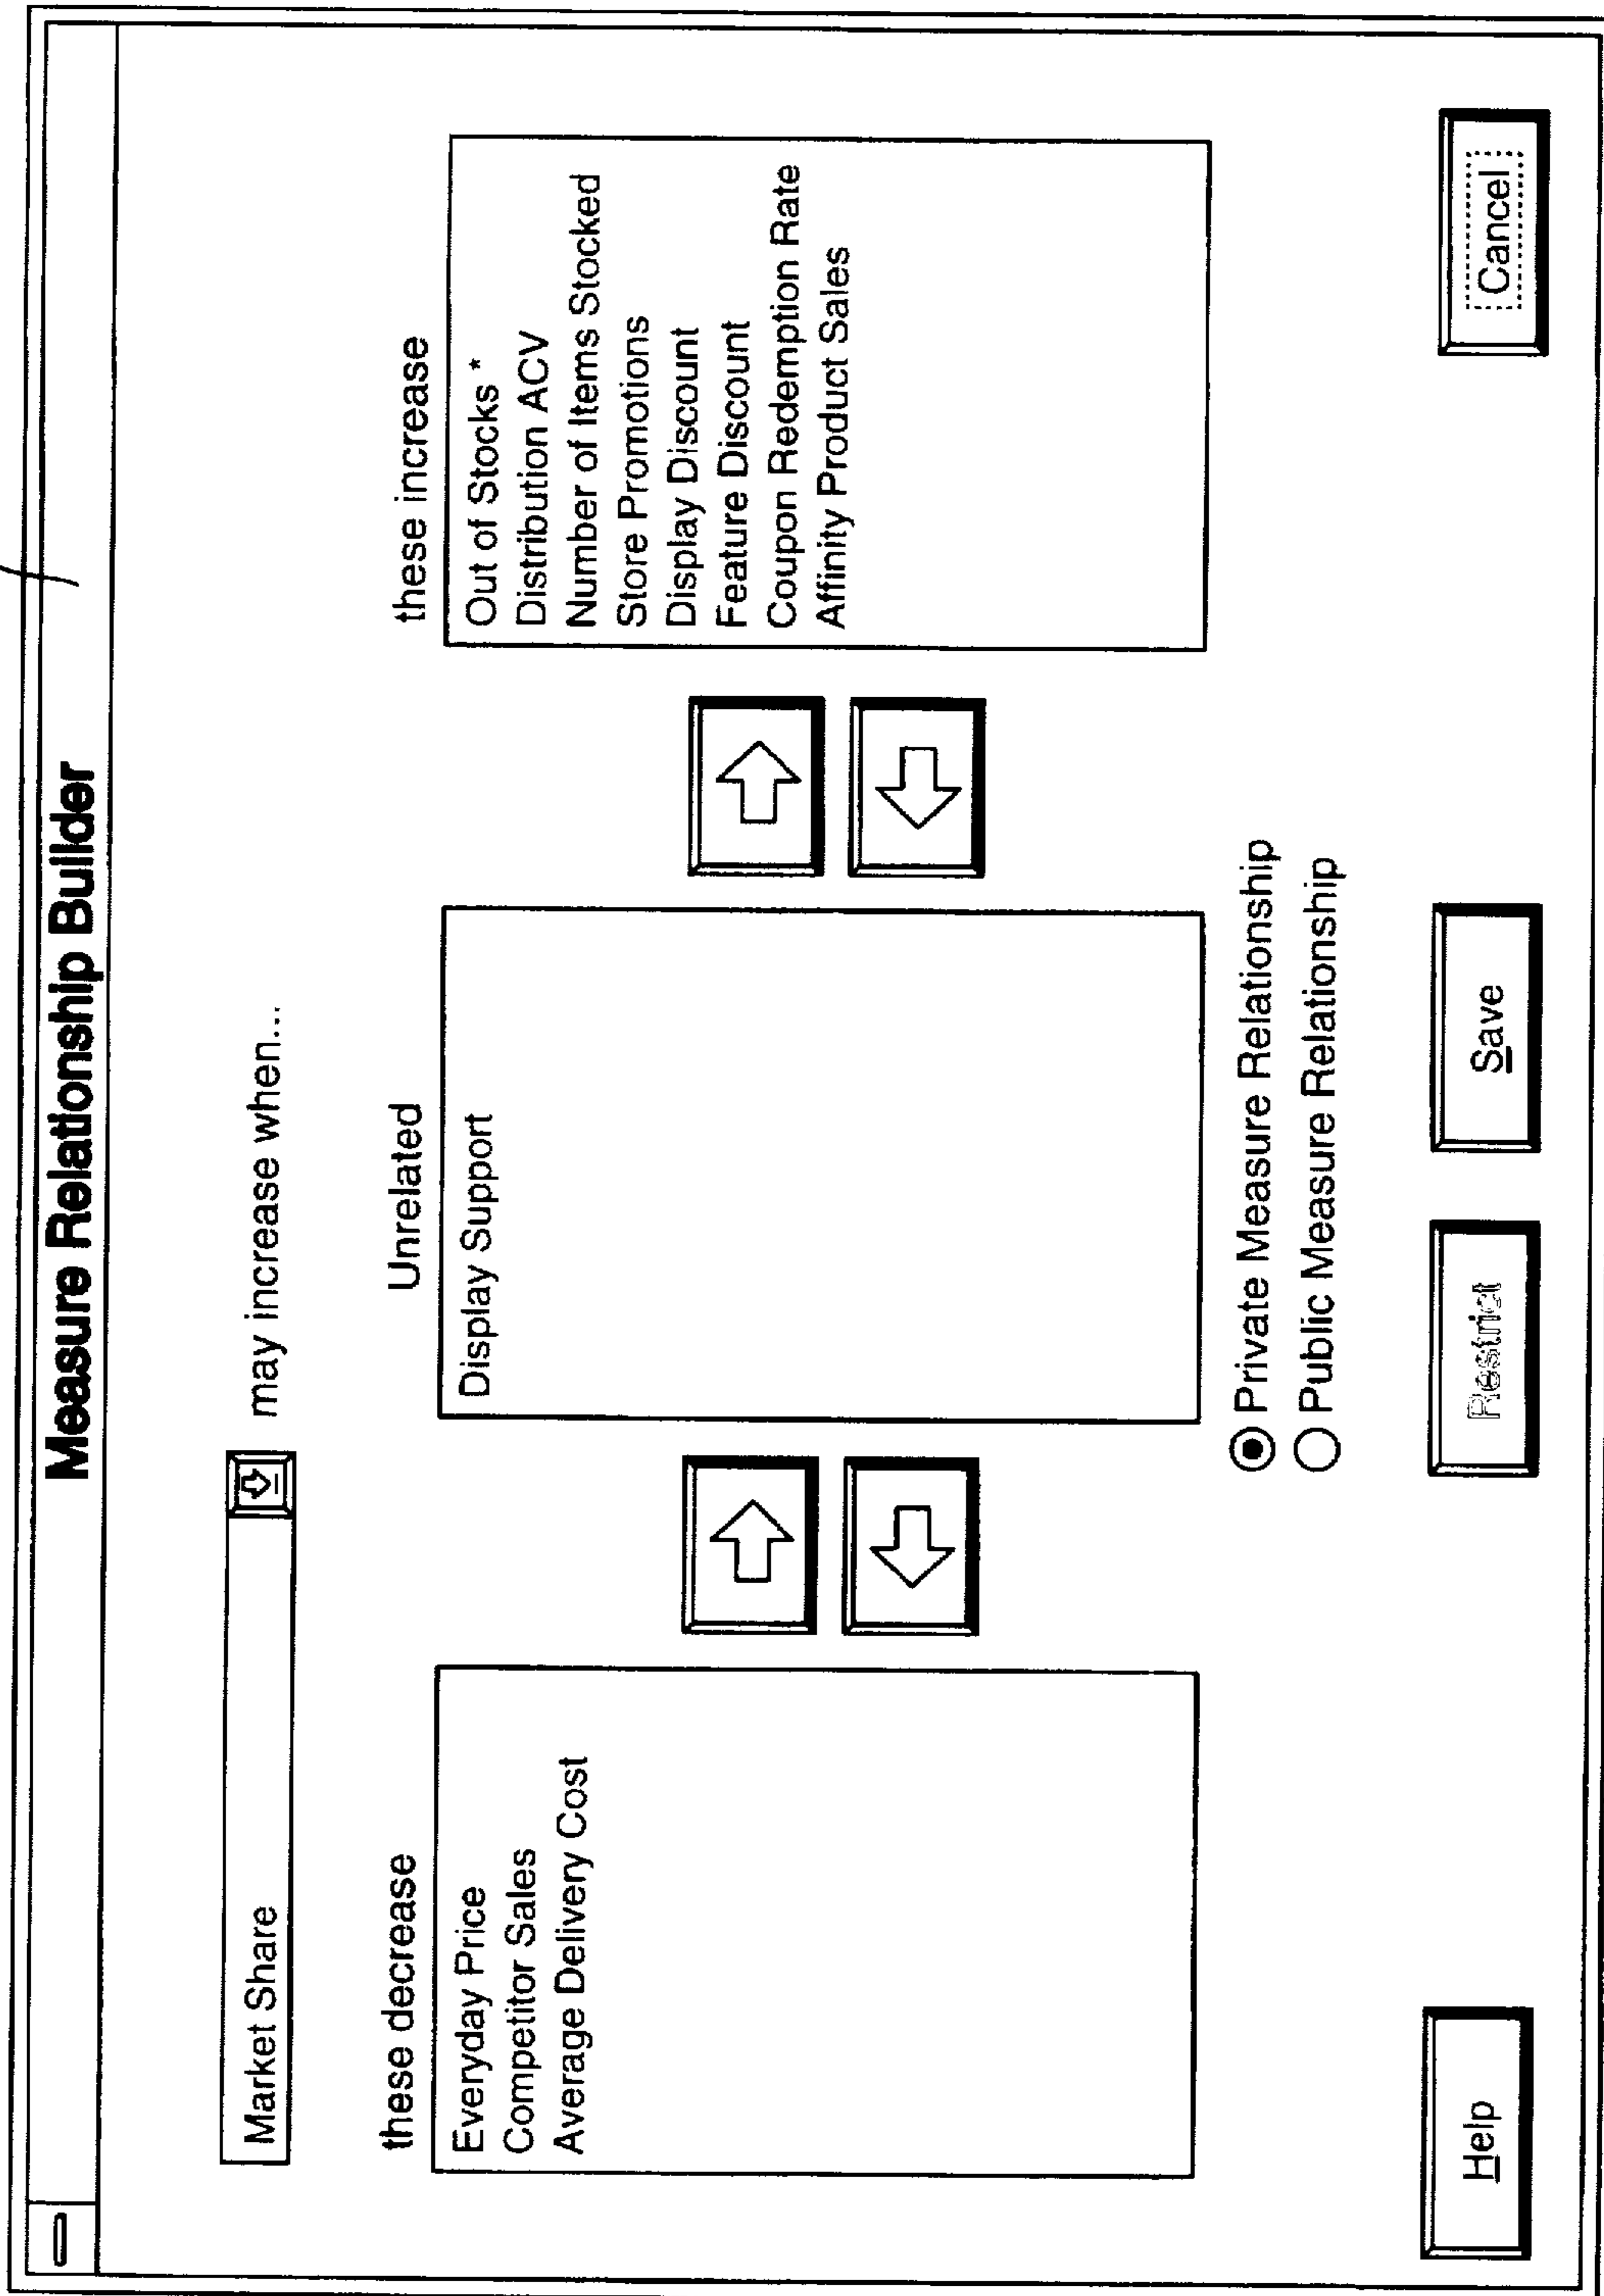 Measure Relationship Builder
Market Share
may increase when...
these decrease
Everyday Price
Competitor Sales
Average Delivery Cost
Unrelated
Display Support
these increase
Out of Stocks *
Distribution ACV
Number of Items Stocked
Store Promotions
Display Discount
Feature Discount
Coupon Redemption Rate
Affinity Product Sales
Private Measure Relationship
Public Measure Relationship
Help
Restrict
Save
Cancel